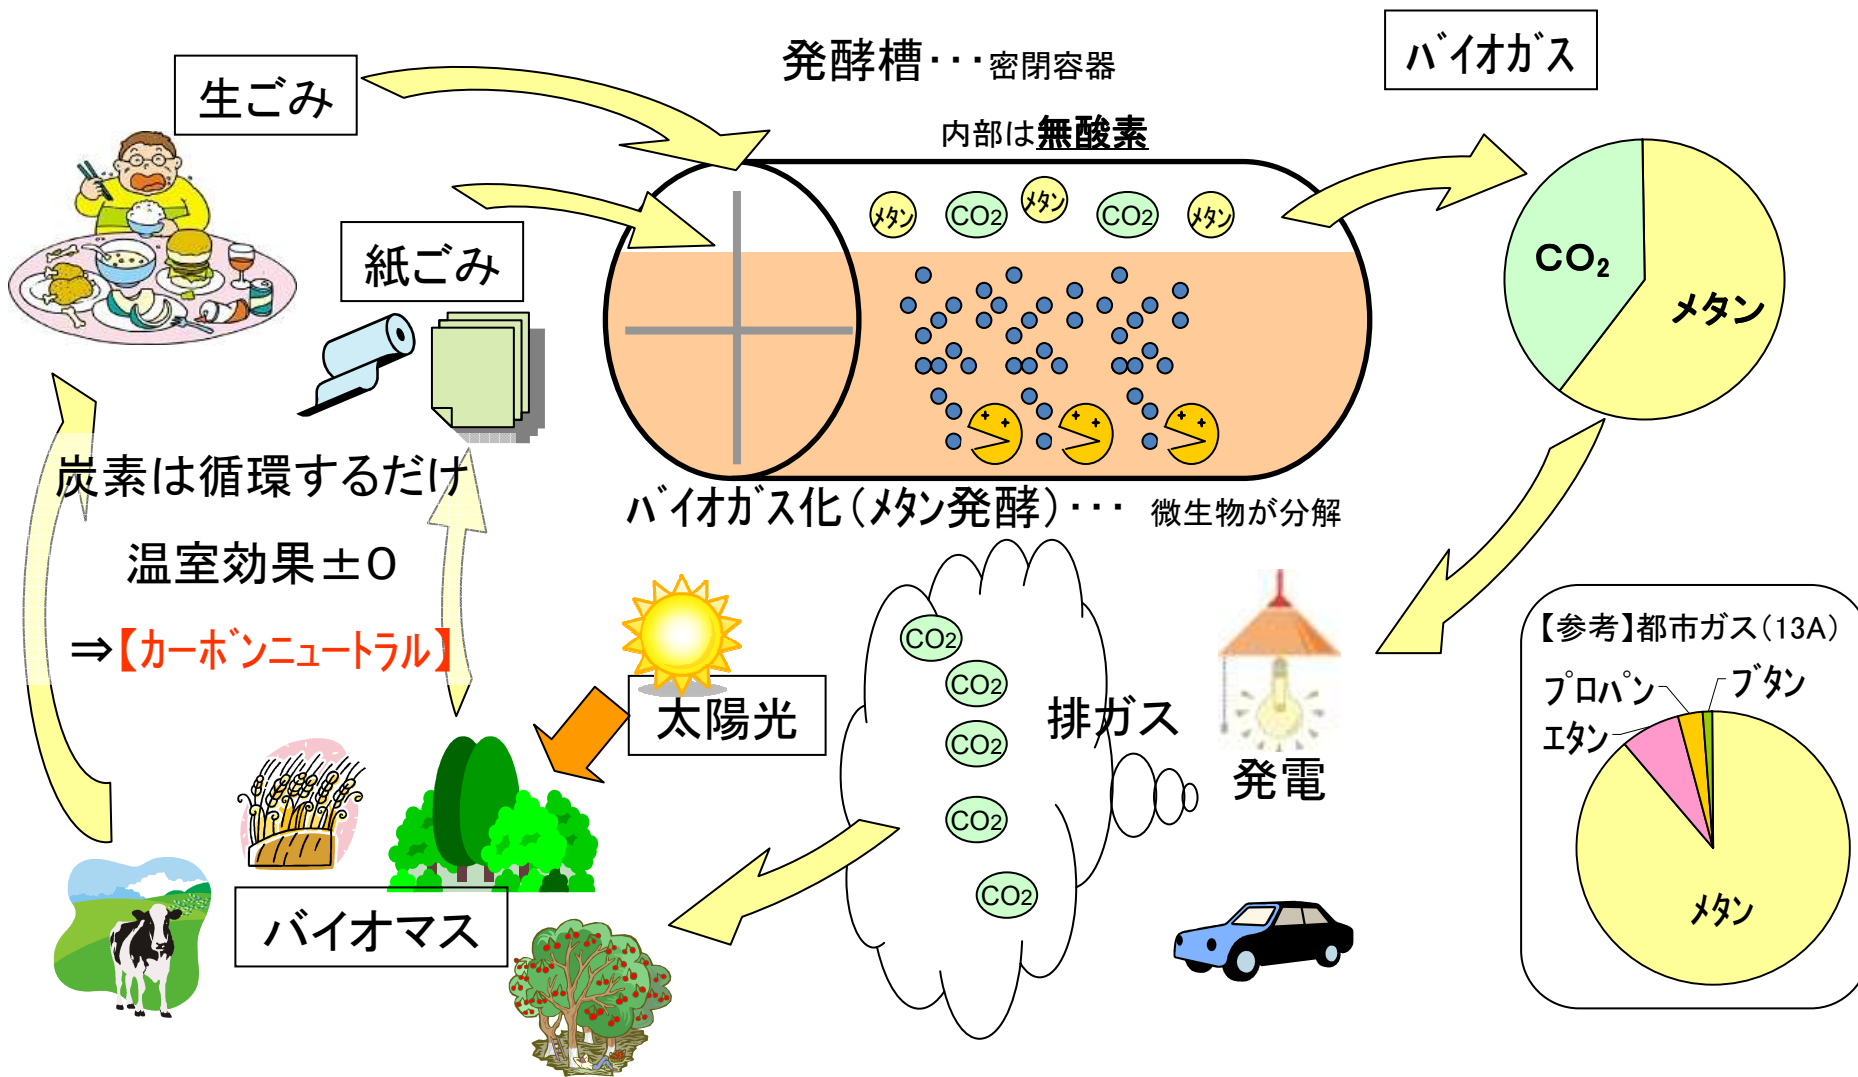 発酵槽･･･密閉容器
バイオガス
生ごみ
内部は無酸素
メタン
CO2
メタン
CO2
メタン
紙ごみ
CO₂
メタン
炭素は循環するだけ
バイオガス化(メタン発酵)･･･ 微生物が分解
温室効果±0
⇒【カーボンニュートラル】
太陽光
CO2
CO2
CO2
CO2
CO2
排ガス
発電
【参考】都市ガス(13A)
プロパン
ブタン
エタン
メタン
バイオマス